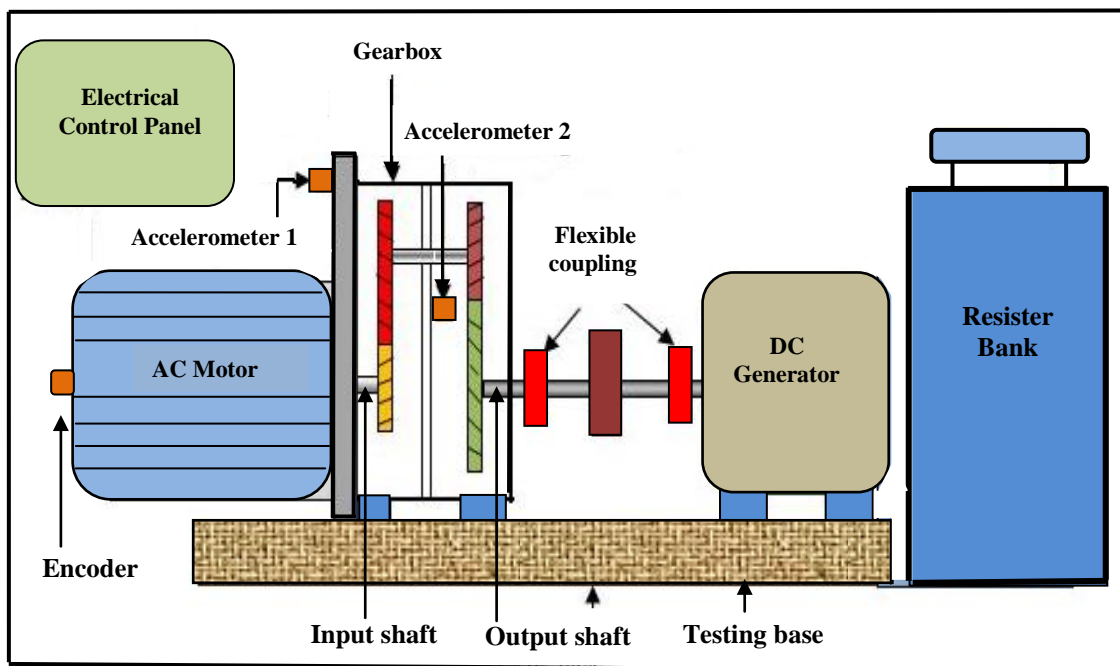 Gearbox
Electrical
Control Panel
Accelerometer 2
Accelerometer 1
Flexible
coupling
Resister
Bank
AC Motor
DC
Generator
Encoder
Input shaft
Output shaft
Testing base